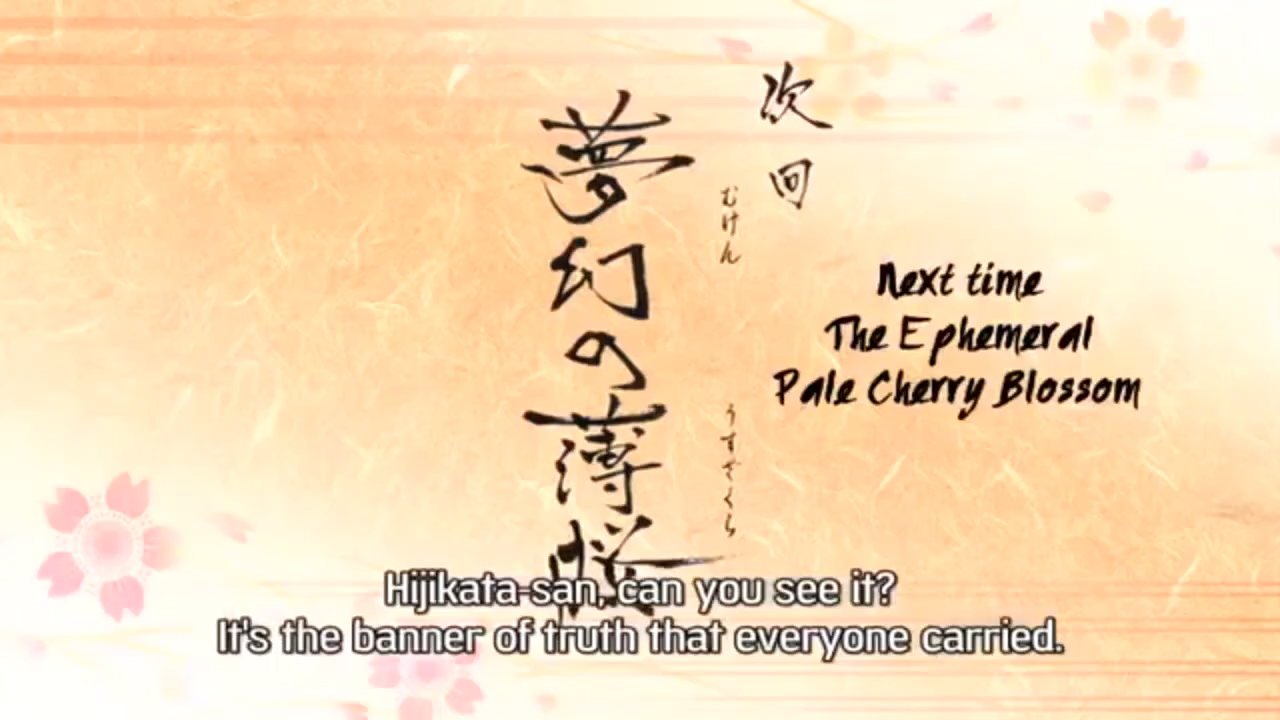 次回
夢幻の薄桜
むけん
うすざくら
Next time
The Ephemeral
Pale Cherry Blossom
Hijikata-san, can you see it?
It's the banner of truth that everyone carried.